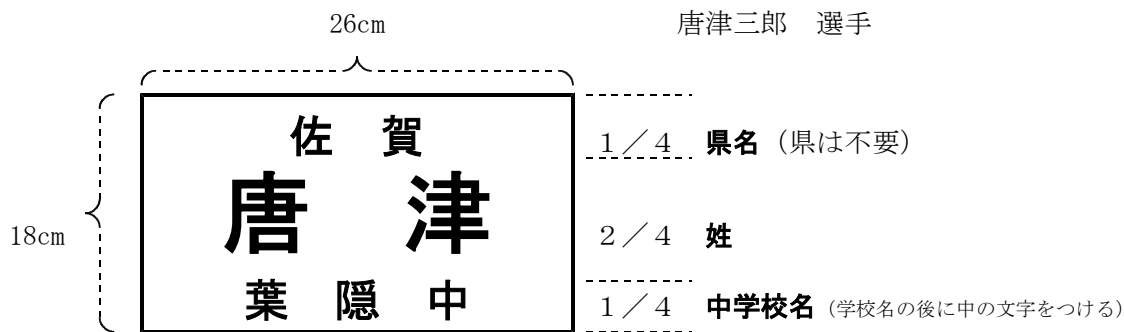 26cm　唐津三郎　選手
佐　賀　１／４　県名（県は不要）
18cm　唐　津　２／４　姓
葉　隠　中　１／４　中学校名（学校名の後に中の文字をつける）